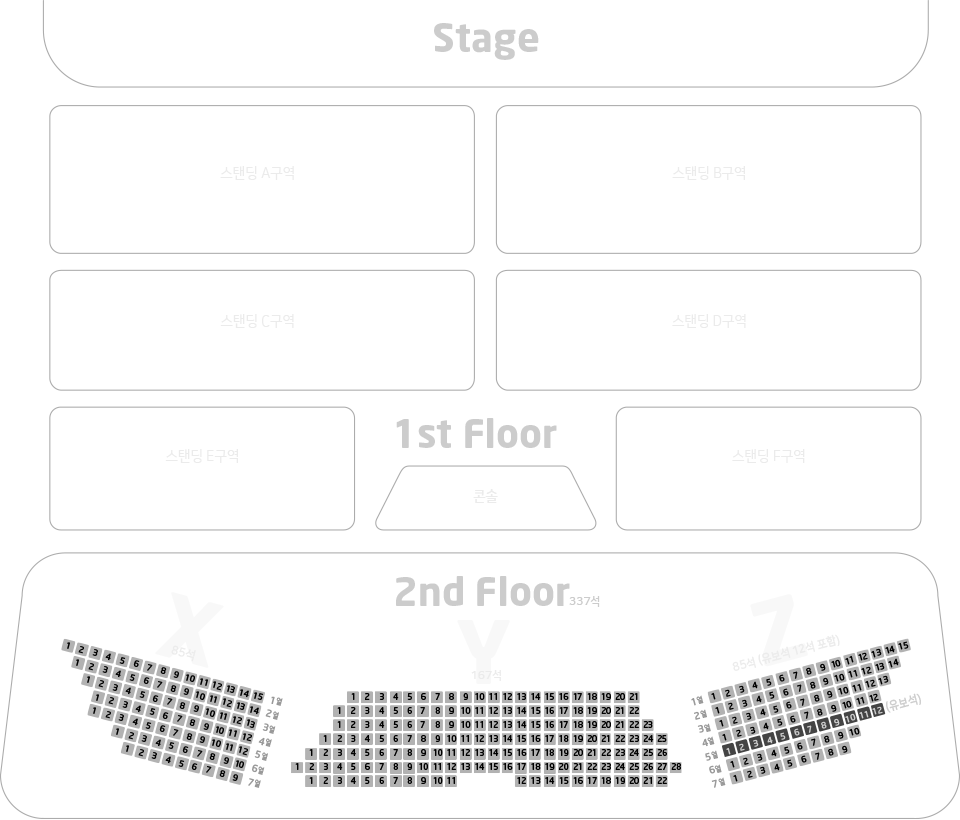 Stage
스탠딩 A구역
스탠딩 B구역
스탠딩 C구역
스탠딩 D구역
1st Floor
스탠딩 E구역
스탠딩 F구역
콘솔
2nd Floor 337석
X
85석
1 2 3 4 5 6 7 8 9 10 11 12 13 14 15 1열
1 2 3 4 5 6 7 8 9 10 11 12 13 14 2열
1 2 3 4 5 6 7 8 9 10 11 12 13 3열
1 2 3 4 5 6 7 8 9 10 11 12 4열
1 2 3 4 5 6 7 8 9 10 11 12 5열
1 2 3 4 5 6 7 8 9 10 6열
1 2 3 4 5 6 7 8 9 7열
Y
167석
1 2 3 4 5 6 7 8 9 10 11 12 13 14 15 16 17 18 19 20 21
1 2 3 4 5 6 7 8 9 10 11 12 13 14 15 16 17 18 19 20 21 22
1 2 3 4 5 6 7 8 9 10 11 12 13 14 15 16 17 18 19 20 21 22 23
1 2 3 4 5 6 7 8 9 10 11 12 13 14 15 16 17 18 19 20 21 22 23 24 25
1 2 3 4 5 6 7 8 9 10 11 12 13 14 15 16 17 18 19 20 21 22 23 24 25 26
1 2 3 4 5 6 7 8 9 10 11 12 13 14 15 16 17 18 19 20 21 22 23 24 25 26 27 28
1 2 3 4 5 6 7 8 9 10 11 12 13 14 15 16 17 18 19 20 21 22
Z
85석 (유보석 12석 포함)
1열 1 2 3 4 5 6 7 8 9 10 11 12 13 14 15
2열 1 2 3 4 5 6 7 8 9 10 11 12 13 14
3열 1 2 3 4 5 6 7 8 9 10 11 12 13
4열 1 2 3 4 5 6 7 8 9 10 11 12
5열 1 2 3 4 5 6 7 8 9 10 11 12 (유보석)
6열 1 2 3 4 5 6 7 8 9 10
7열 1 2 3 4 5 6 7 8 9